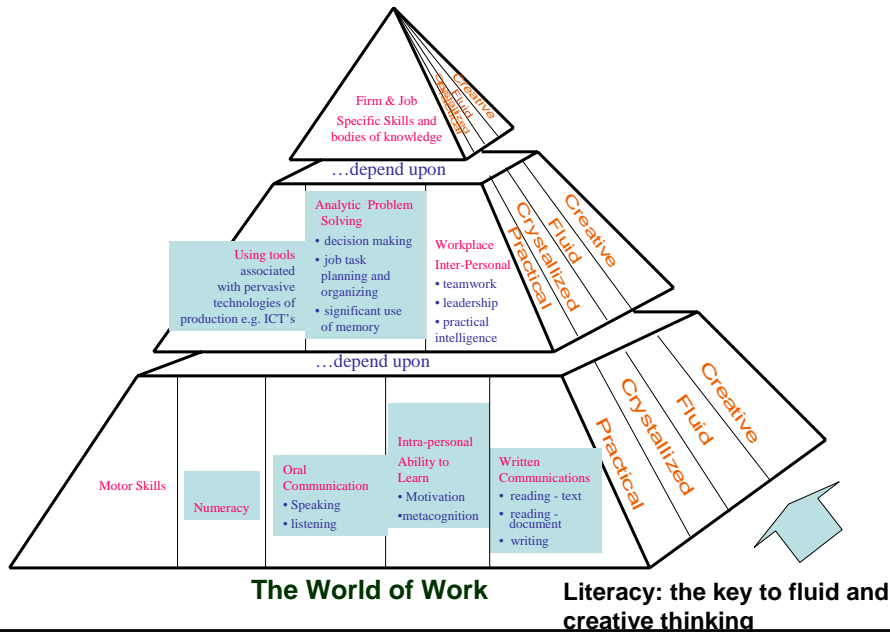 Firm & Job
Specific Skills and
bodies of knowledge
Crystallized
Fluid
Creative
…depend upon
Using tools
associated
with pervasive
technologies of
production e.g. ICT's
Analytic Problem
Solving
• decision making
• job task
planning and
organizing
• significant use
of memory
Workplace
Inter-Personal
• teamwork
• leadership
• practical
intelligence
Practical
Crystallized
Fluid
Creative
…depend upon
Motor Skills
Numeracy
Oral
Communication
• Speaking
• listening
Intra-personal
Ability to
Learn
• Motivation
•metacognition
Written
Communications
• reading - text
• reading -
document
• writing
Practical
Crystallized
Fluid
Creative
The World of Work
Literacy: the key to fluid and
creative thinking